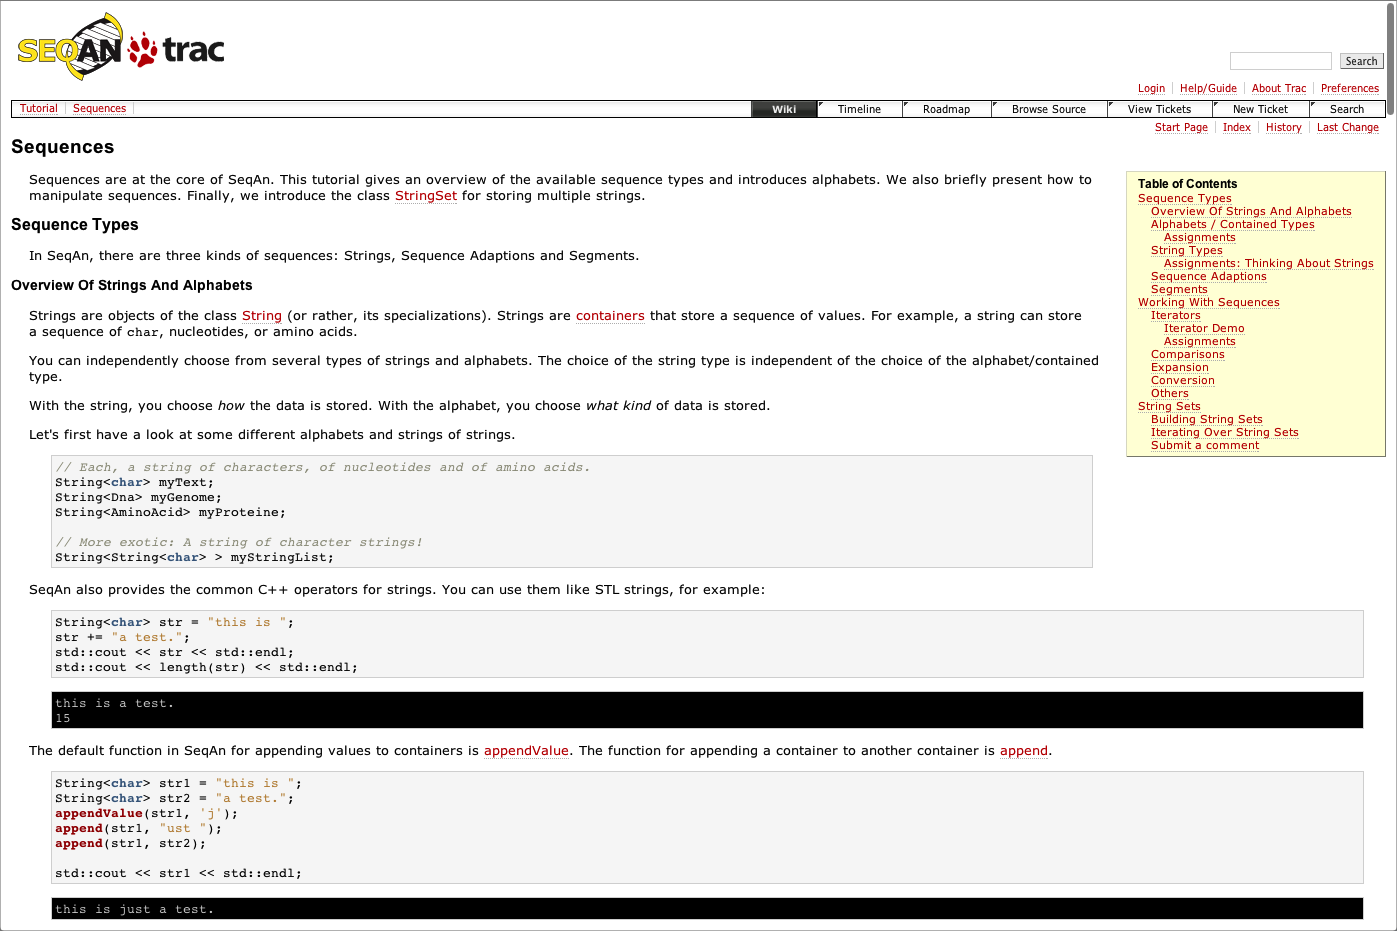 SEQAN trac
Search
Login Help/Guide About Trac Preferences
Tutorial Sequences Wiki Timeline Roadmap Browse Source View Tickets New Ticket Search
Start Page Index History Last Change
Sequences
Sequences are at the core of SeqAn. This tutorial gives an overview of the available sequence types and introduces alphabets. We also briefly present how to
manipulate sequences. Finally, we introduce the class StringSet for storing multiple strings.
Sequence Types
In SeqAn, there are three kinds of sequences: Strings, Sequence Adaptions and Segments.
Overview Of Strings And Alphabets
Strings are objects of the class String (or rather, its specializations). Strings are containers that store a sequence of values. For example, a string can store
a sequence of char, nucleotides, or amino acids.
You can independently choose from several types of strings and alphabets. The choice of the string type is independent of the choice of the alphabet/contained
type.
With the string, you choose how the data is stored. With the alphabet, you choose what kind of data is stored.
Let's first have a look at some different alphabets and strings of strings.
// Each, a string of characters, of nucleotides and of amino acids.
String<char> myText;
String<Dna> myGenome;
String<AminoAcid> myProteine;
// More exotic: A string of character strings!
String<String<char> > myStringList;
Table of Contents
Sequence Types
Overview Of Strings And Alphabets
Alphabets / Contained Types
Assignments
String Types
Assignments: Thinking About Strings
Sequence Adaptions
Segments
Working With Sequences
Iterators
Iterator Demo
Assignments
Comparisons
Expansion
Conversion
Others
String Sets
Building String Sets
Iterating Over String Sets
Submit a comment
SeqAn also provides the common C++ operators for strings. You can use them like STL strings, for example:
String<char> str = "this is ";
str += "a test.";
std::cout << str << std::endl;
std::cout << length(str) << std::endl;
this is a test.
15
The default function in SeqAn for appending values to containers is appendValue. The function for appending a container to another container is append.
String<char> str1 = "this is ";
String<char> str2 = "a test.";
appendValue(str1, 'j');
append(str1, "ust ");
append(str1, str2);
std::cout << str1 << std::endl;
this is just a test.